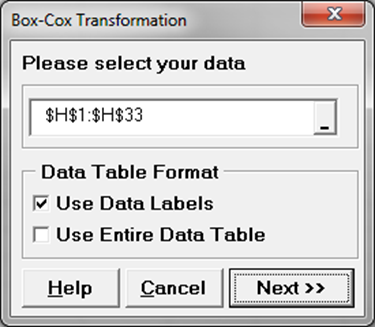 Box-Cox Transformation
Please select your data
$H$1:$H$33
Data Table Format
Use Data Labels
Use Entire Data Table
Help Cancel Next >>